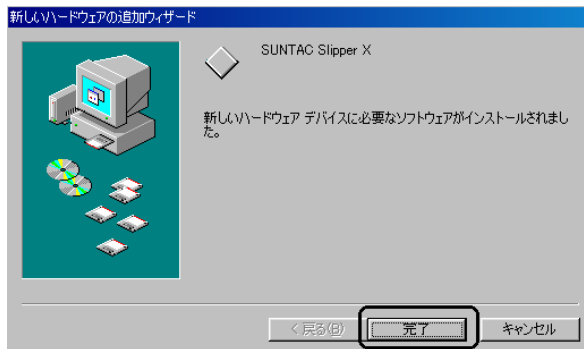 新しいハードウェアの追加ウィザード
SUNTAC Slipper X
新しいハードウェア デバイスに必要なソフトウェアがインストールされまし
た。
< 戻る(B)
完了
キャンセル